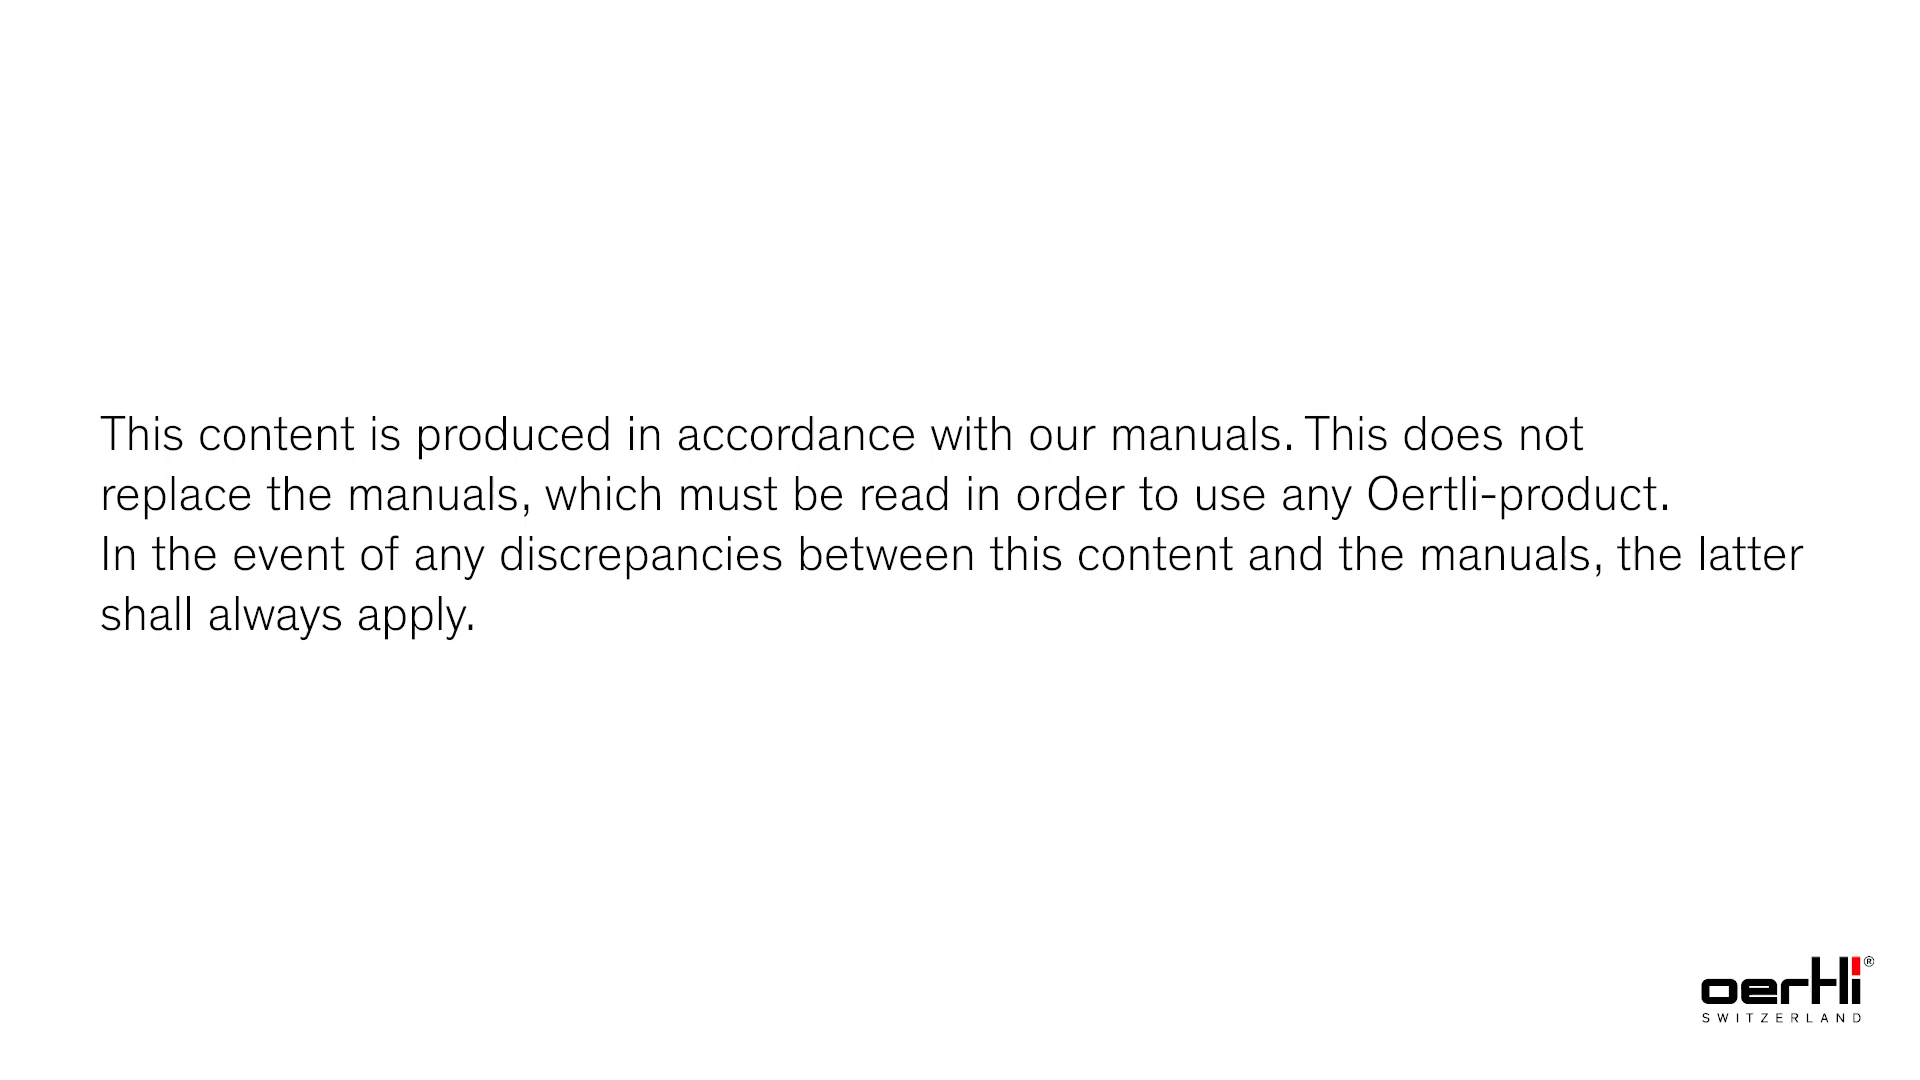 This content is produced in accordance with our manuals. This does not
replace the manuals, which must be read in order to use any Oertli-product.
In the event of any discrepancies between this content and the manuals, the latter
shall always apply.
oertli®
SWITZERLAND